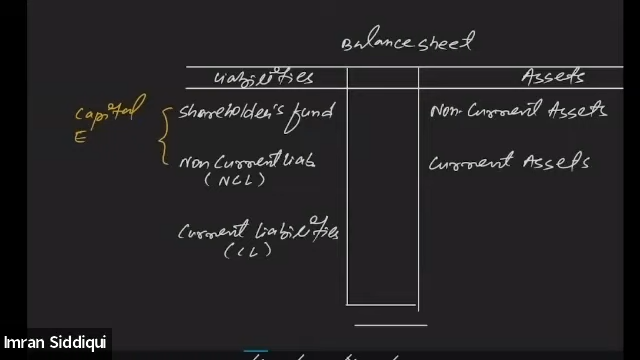 Balance sheet
Liabilities Assets
Capital
E
Shareholder's fund Non-Current Assets
Non Current Liab
(NCL)
Current Assets
Current Liabilities
(CL)
Imran Siddiqui